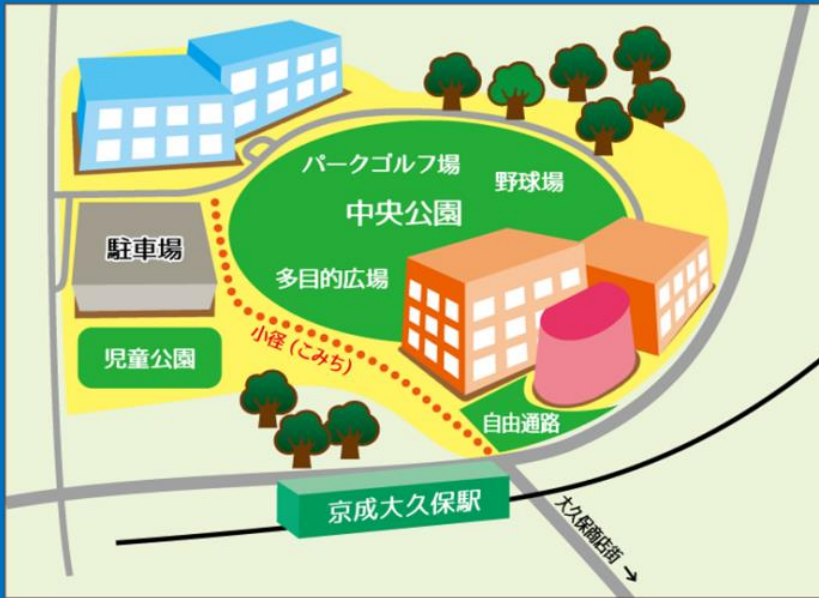 パークゴルフ場
野球場
中央公園
駐車場
多目的広場
小径(こみち)
児童公園
自由通路
京成大久保駅
大久保商店街 →